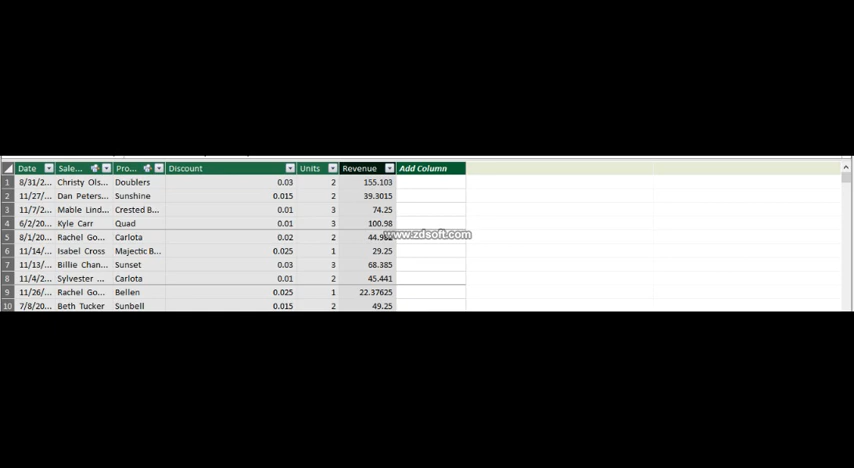 Date Sale... Pro... Discount Units Revenue Add Column
1 8/31/2... Christy Ols... Doublers 0.03 2 155.103
2 11/27/... Dan Peters... Sunshine 0.015 2 39.3015
3 11/7/2... Mable Lind... Crested B... 0.01 3 74.25
4 6/2/20... Kyle Carr Quad 0.01 3 100.98
5 8/1/20... Rachel Go... Carlota 0.02 2
www.zdsoft.com
6 11/14/... Isabel Cross Majectic B... 0.025 1 29.25
7 11/13/... Billie Chan... Sunset 0.03 3 68.385
8 11/4/2... Sylvester ... Carlota 0.01 2 45.441
9 11/26/... Rachel Go... Bellen 0.025 1 22.37625
10 7/8/20... Beth Tucker Sunbell 0.015 2 49.25